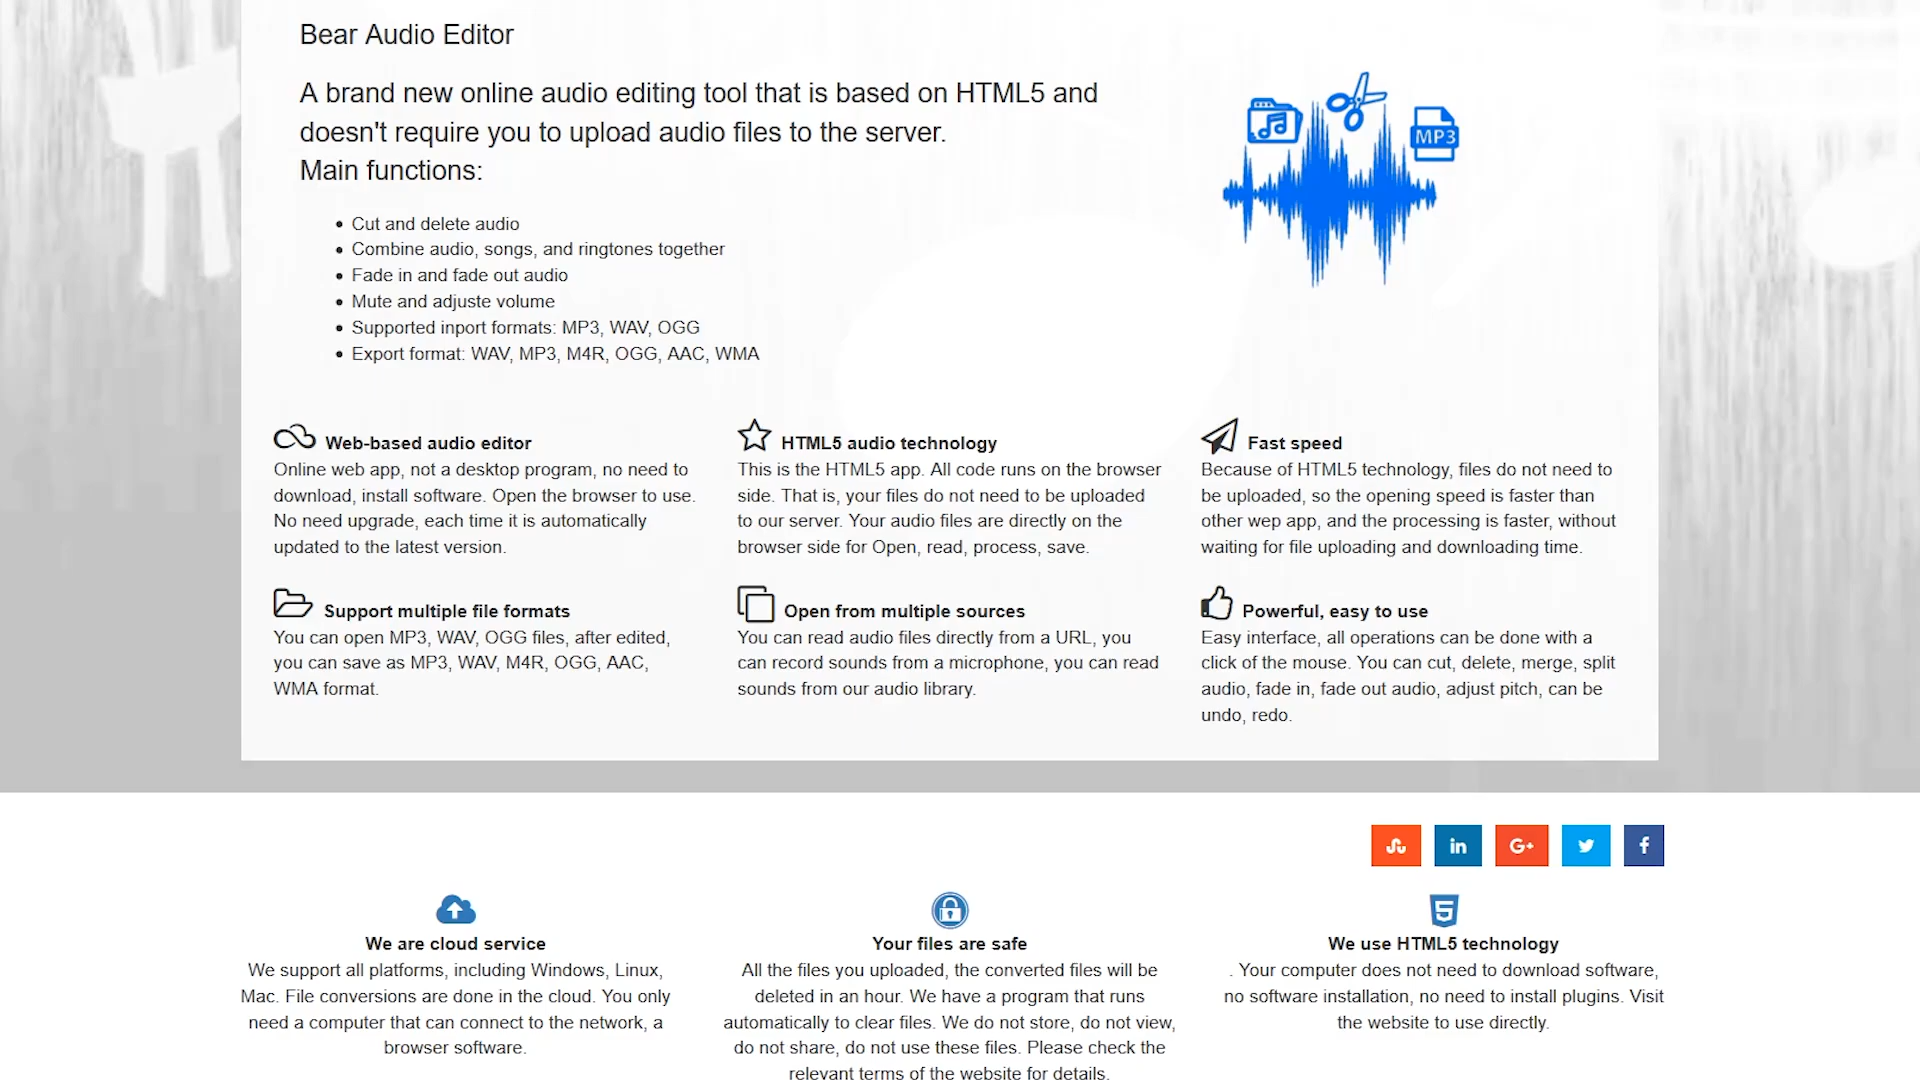 Bear Audio Editor
A brand new online audio editing tool that is based on HTML5 and
doesn't require you to upload audio files to the server.
Main functions:
MP3
Cut and delete audio
Combine audio, songs, and ringtones together
Fade in and fade out audio
Mute and adjuste volume
Supported inport formats: MP3, WAV, OGG
Export format: WAV, MP3, M4R, OGG, AAC, WMA
Web-based audio editor
Online web app, not a desktop program, no need to
download, install software. Open the browser to use.
No need upgrade, each time it is automatically
updated to the latest version.
HTML5 audio technology
This is the HTML5 app. All code runs on the browser
side. That is, your files do not need to be uploaded
to our server. Your audio files are directly on the
browser side for Open, read, process, save.
Fast speed
Because of HTML5 technology, files do not need to
be uploaded, so the opening speed is faster than
other wep app, and the processing is faster, without
waiting for file uploading and downloading time.
Support multiple file formats
You can open MP3, WAV, OGG files, after edited,
you can save as MP3, WAV, M4R, OGG, AAC,
WMA format.
Open from multiple sources
You can read audio files directly from a URL, you
can record sounds from a microphone, you can read
sounds from our audio library.
Powerful, easy to use
Easy interface, all operations can be done with a
click of the mouse. You can cut, delete, merge, split
audio, fade in, fade out audio, adjust pitch, can be
undo, redo.
in
G+
f
We are cloud service
We support all platforms, including Windows, Linux,
Mac. File conversions are done in the cloud. You only
need a computer that can connect to the network, a
browser software.
Your files are safe
All the files you uploaded, the converted files will be
deleted in an hour. We have a program that runs
automatically to clear files. We do not store, do not view,
do not share, do not use these files. Please check the
relevant terms of the website for details.
5
We use HTML5 technology
. Your computer does not need to download software,
no software installation, no need to install plugins. Visit
the website to use directly.